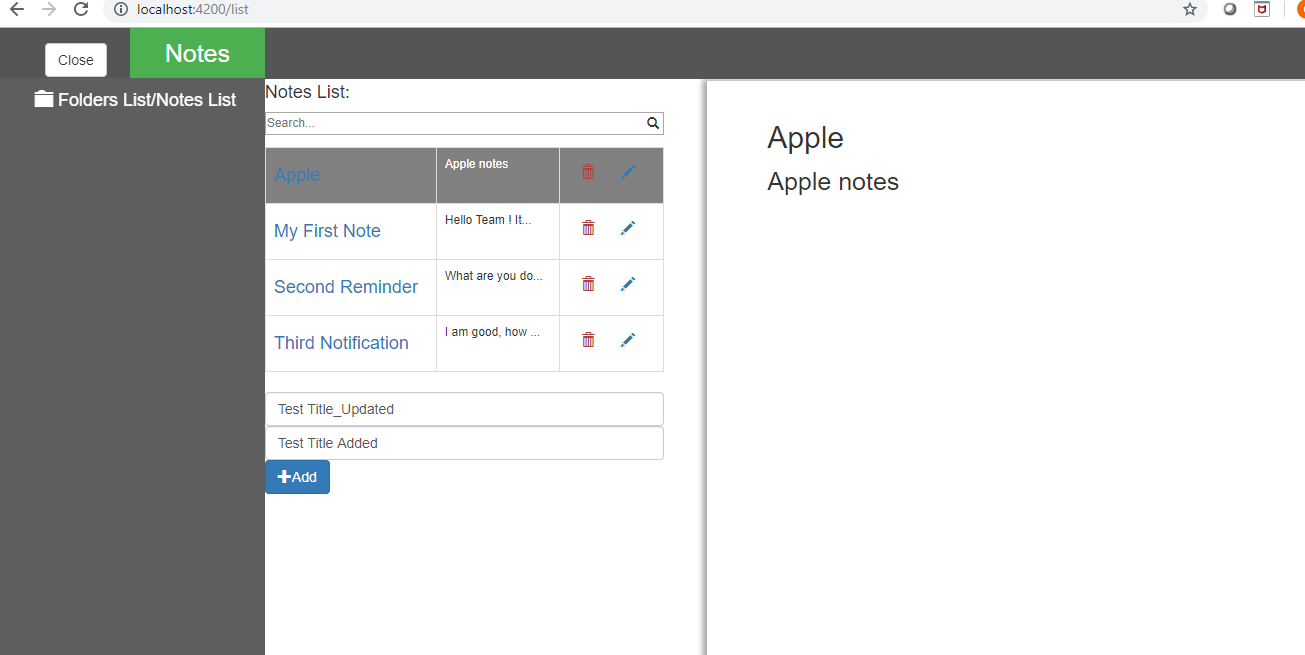 localhost:4200/list
Close
Notes
Folders List/Notes List
Notes List:
Search...
Apple
Apple notes
My First Note
Hello Team ! It...
Second Reminder
What are you do...
Third Notification
I am good, how ...
Test Title_Updated
Test Title Added
Add
Apple
Apple notes